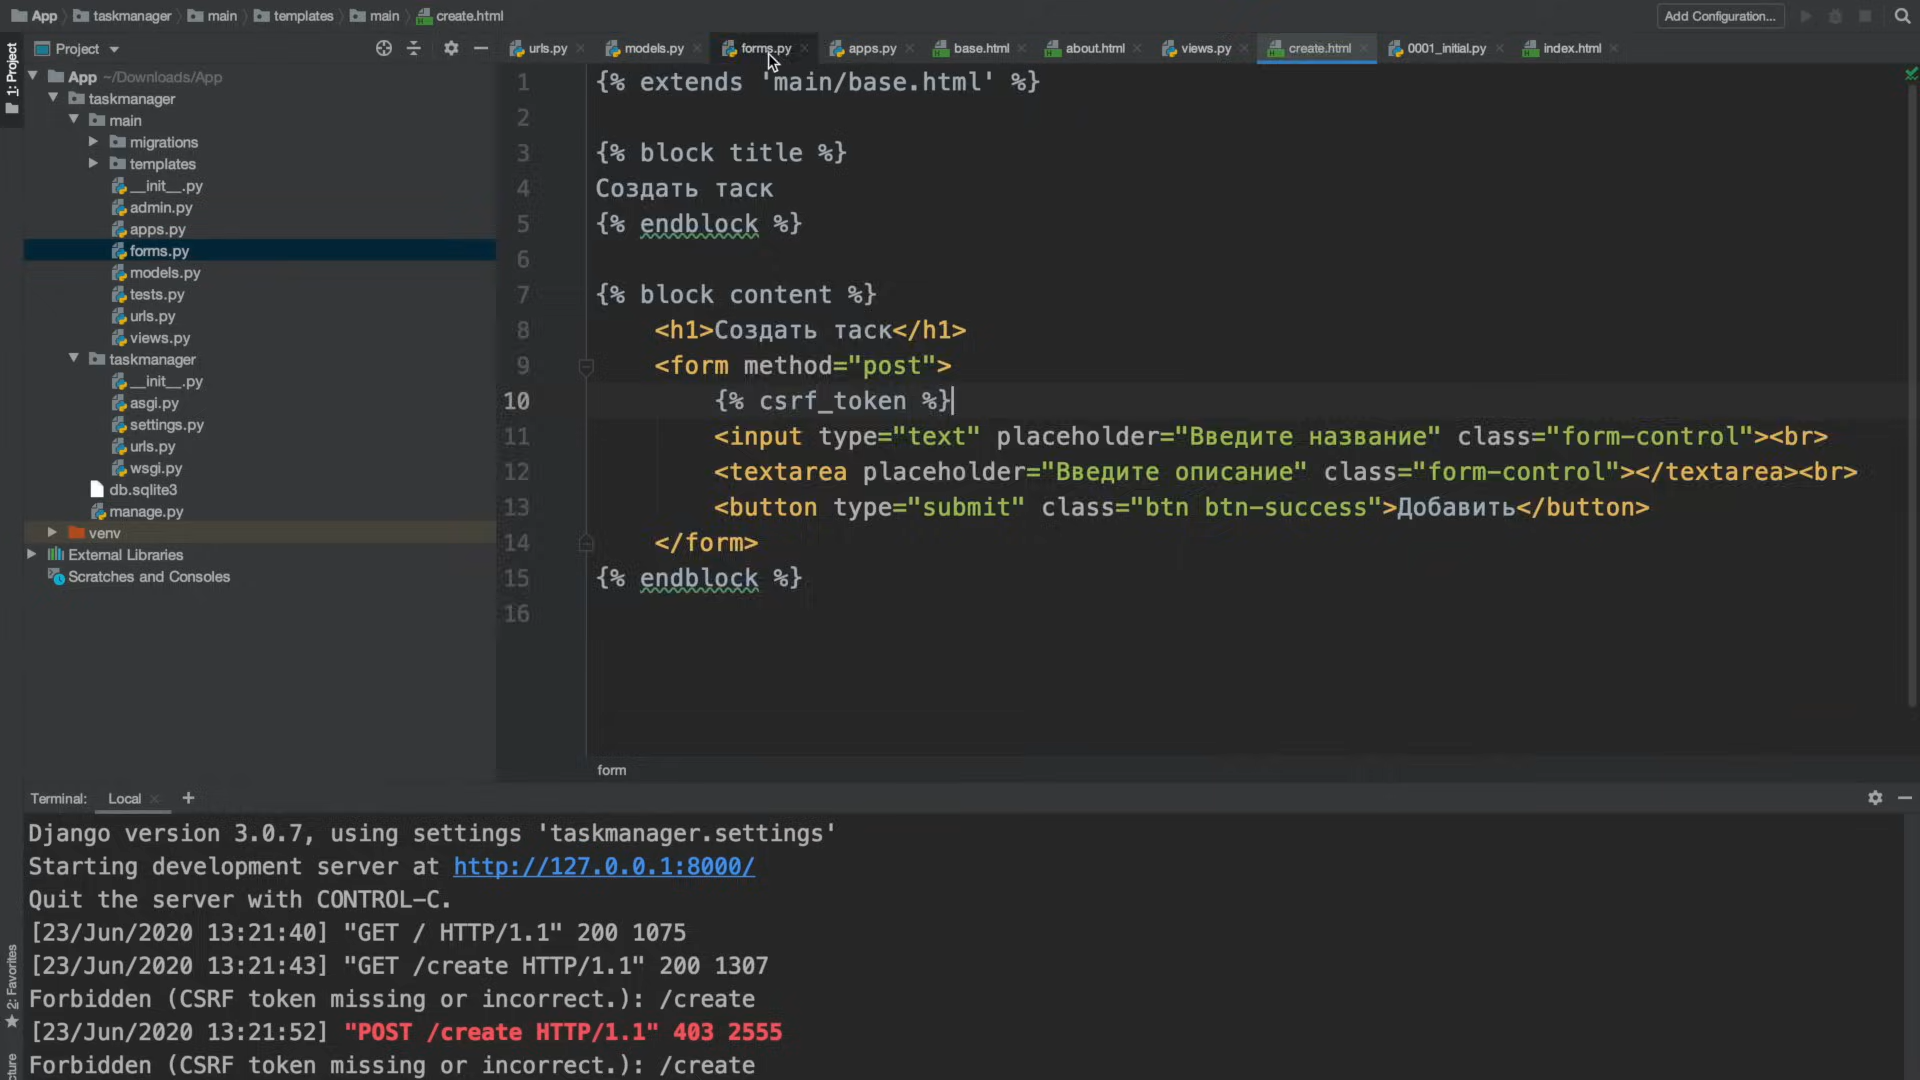 App taskmanager main templates main create.html Add Configuration...
1: Project
Project
urls.py models.py forms.py apps.py base.html about.html views.py create.html 0001_initial.py index.html
App ~/Downloads/App
taskmanager
main
migrations
templates
__init__.py
admin.py
apps.py
forms.py
models.py
tests.py
urls.py
views.py
taskmanager
__init__.py
asgi.py
settings.py
urls.py
wsgi.py
db.sqlite3
manage.py
venv
External Libraries
Scratches and Consoles
1 {% extends 'main/base.html' %}
2
3 {% block title %}
4 Создать таск
5 {% endblock %}
6
7 {% block content %}
8 <h1>Создать таск</h1>
9 <form method="post">
10 {% csrf_token %}
11 <input type="text" placeholder="Введите название" class="form-control"><br>
12 <textarea placeholder="Введите описание" class="form-control"></textarea><br>
13 <button type="submit" class="btn btn-success">Добавить</button>
14 </form>
15 {% endblock %}
16
form
Terminal: Local +
Django version 3.0.7, using settings 'taskmanager.settings'
Starting development server at http://127.0.0.1:8000/
Quit the server with CONTROL-C.
[23/Jun/2020 13:21:40] "GET / HTTP/1.1" 200 1075
[23/Jun/2020 13:21:43] "GET /create HTTP/1.1" 200 1307
Forbidden (CSRF token missing or incorrect.): /create
[23/Jun/2020 13:21:52] "POST /create HTTP/1.1" 403 2555
Forbidden (CSRF token missing or incorrect.): /create
2: Favorites